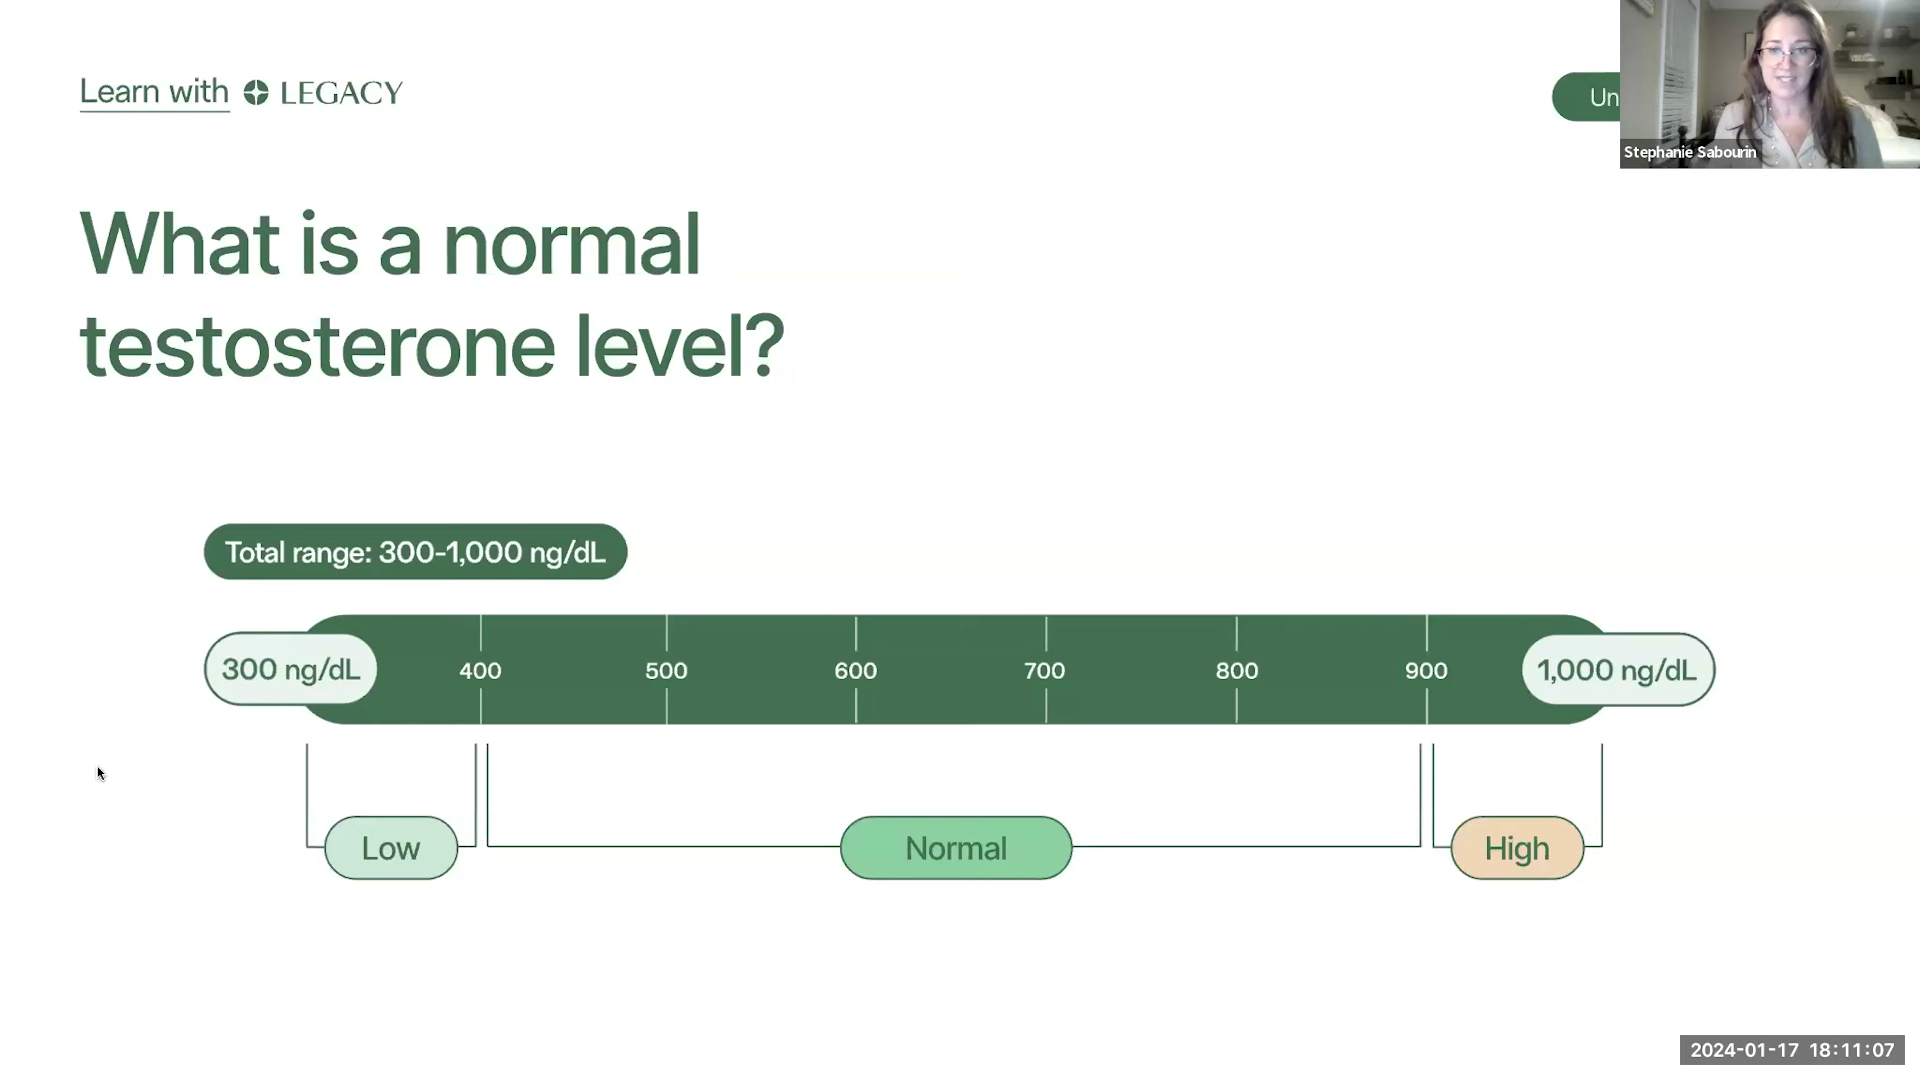 Learn with LEGACY
Un
Stephanie Sabourin
What is a normal
testosterone level?
Total range: 300-1,000 ng/dL
300 ng/dL 400 500 600 700 800 900 1,000 ng/dL
Low Normal High
2024-01-17 18:11:07